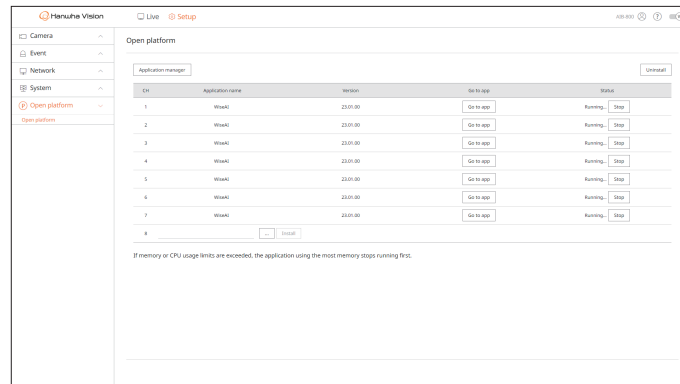 Hanwha Vision
Live
Setup
AIB-800
Camera
Event
Network
System
Open platform
Open platform
Open platform
Application manager
Uninstall
CH Application name Version Go to app Status
1 WiseAI 23.01.00 Go to app Running... Stop
2 WiseAI 23.01.00 Go to app Running... Stop
3 WiseAI 23.01.00 Go to app Running... Stop
4 WiseAI 23.01.00 Go to app Running... Stop
5 WiseAI 23.01.00 Go to app Running... Stop
6 WiseAI 23.01.00 Go to app Running... Stop
7 WiseAI 23.01.00 Go to app Running... Stop
8 ... Install
If memory or CPU usage limits are exceeded, the application using the most memory stops running first.